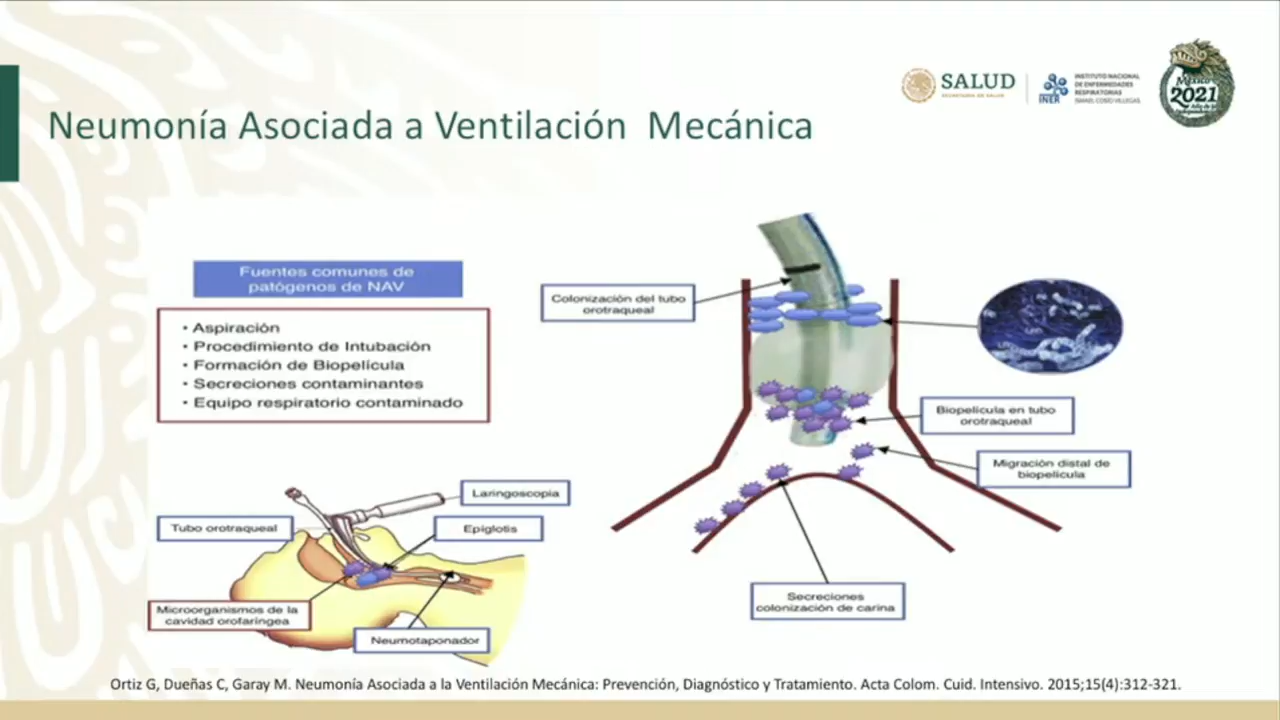 SALUD
SECRETARÍA DE SALUD
INSTITUTO NACIONAL
DE ENFERMEDADES
RESPIRATORIAS
ISMAEL COSÍO VILLEGAS
INER
México
2021
Neumonía Asociada a Ventilación Mecánica
Fuentes comunes de
patógenos de NAV
• Aspiración
• Procedimiento de Intubación
• Formación de Biopelícula
• Secreciones contaminantes
• Equipo respiratorio contaminado
Colonización del tubo
orotraqueal
Biopelícula en tubo
orotraqueal
Migración distal de
biopelícula
Secreciones
colonización de carina
Laringoscopia
Tubo orotraqueal
Epiglotis
Microorganismos de la
cavidad orofaríngea
Neumotaponador
Ortiz G, Dueñas C, Garay M. Neumonía Asociada a la Ventilación Mecánica: Prevención, Diagnóstico y Tratamiento. Acta Colom. Cuid. Intensivo. 2015;15(4):312-321.